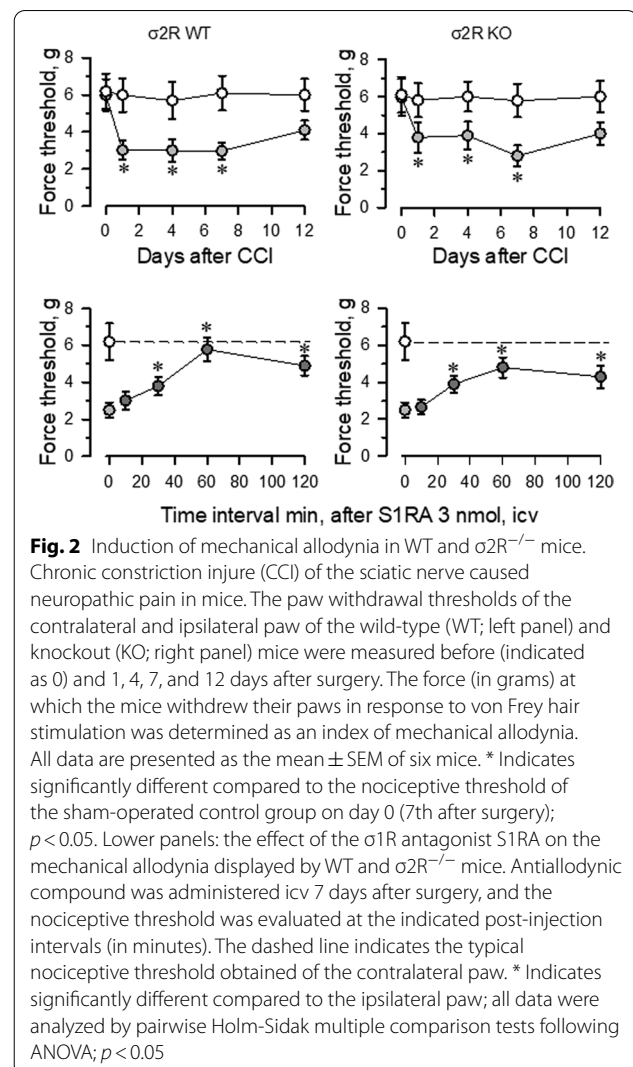 σ2R WT
σ2R KO
Force threshold, g
8
6
4
2
0
0 2 4 6 8 10 12
Days after CCI
Force threshold, g
8
6
4
2
0
0 2 4 6 8 10 12
Days after CCI
* * *
* * *
Force threshold, g
8
6
4
2
0
0 20 40 60 80 100 120
* * *
Force threshold, g
8
6
4
2
0
0 20 40 60 80 100 120
* * *
Time interval min, after S1RA 3 nmol, icv
Fig. 2 Induction of mechanical allodynia in WT and σ2R−/− mice.
Chronic constriction injure (CCI) of the sciatic nerve caused
neuropathic pain in mice. The paw withdrawal thresholds of the
contralateral and ipsilateral paw of the wild-type (WT; left panel) and
knockout (KO; right panel) mice were measured before (indicated
as 0) and 1, 4, 7, and 12 days after surgery. The force (in grams) at
which the mice withdrew their paws in response to von Frey hair
stimulation was determined as an index of mechanical allodynia.
All data are presented as the mean ± SEM of six mice. * Indicates
significantly different compared to the nociceptive threshold of
the sham-operated control group on day 0 (7th after surgery);
p < 0.05. Lower panels: the effect of the σ1R antagonist S1RA on the
mechanical allodynia displayed by WT and σ2R−/− mice. Antiallodynic
compound was administered icv 7 days after surgery, and the
nociceptive threshold was evaluated at the indicated post-injection
intervals (in minutes). The dashed line indicates the typical
nociceptive threshold obtained of the contralateral paw. * Indicates
significantly different compared to the ipsilateral paw; all data were
analyzed by pairwise Holm-Sidak multiple comparison tests following
ANOVA; p < 0.05